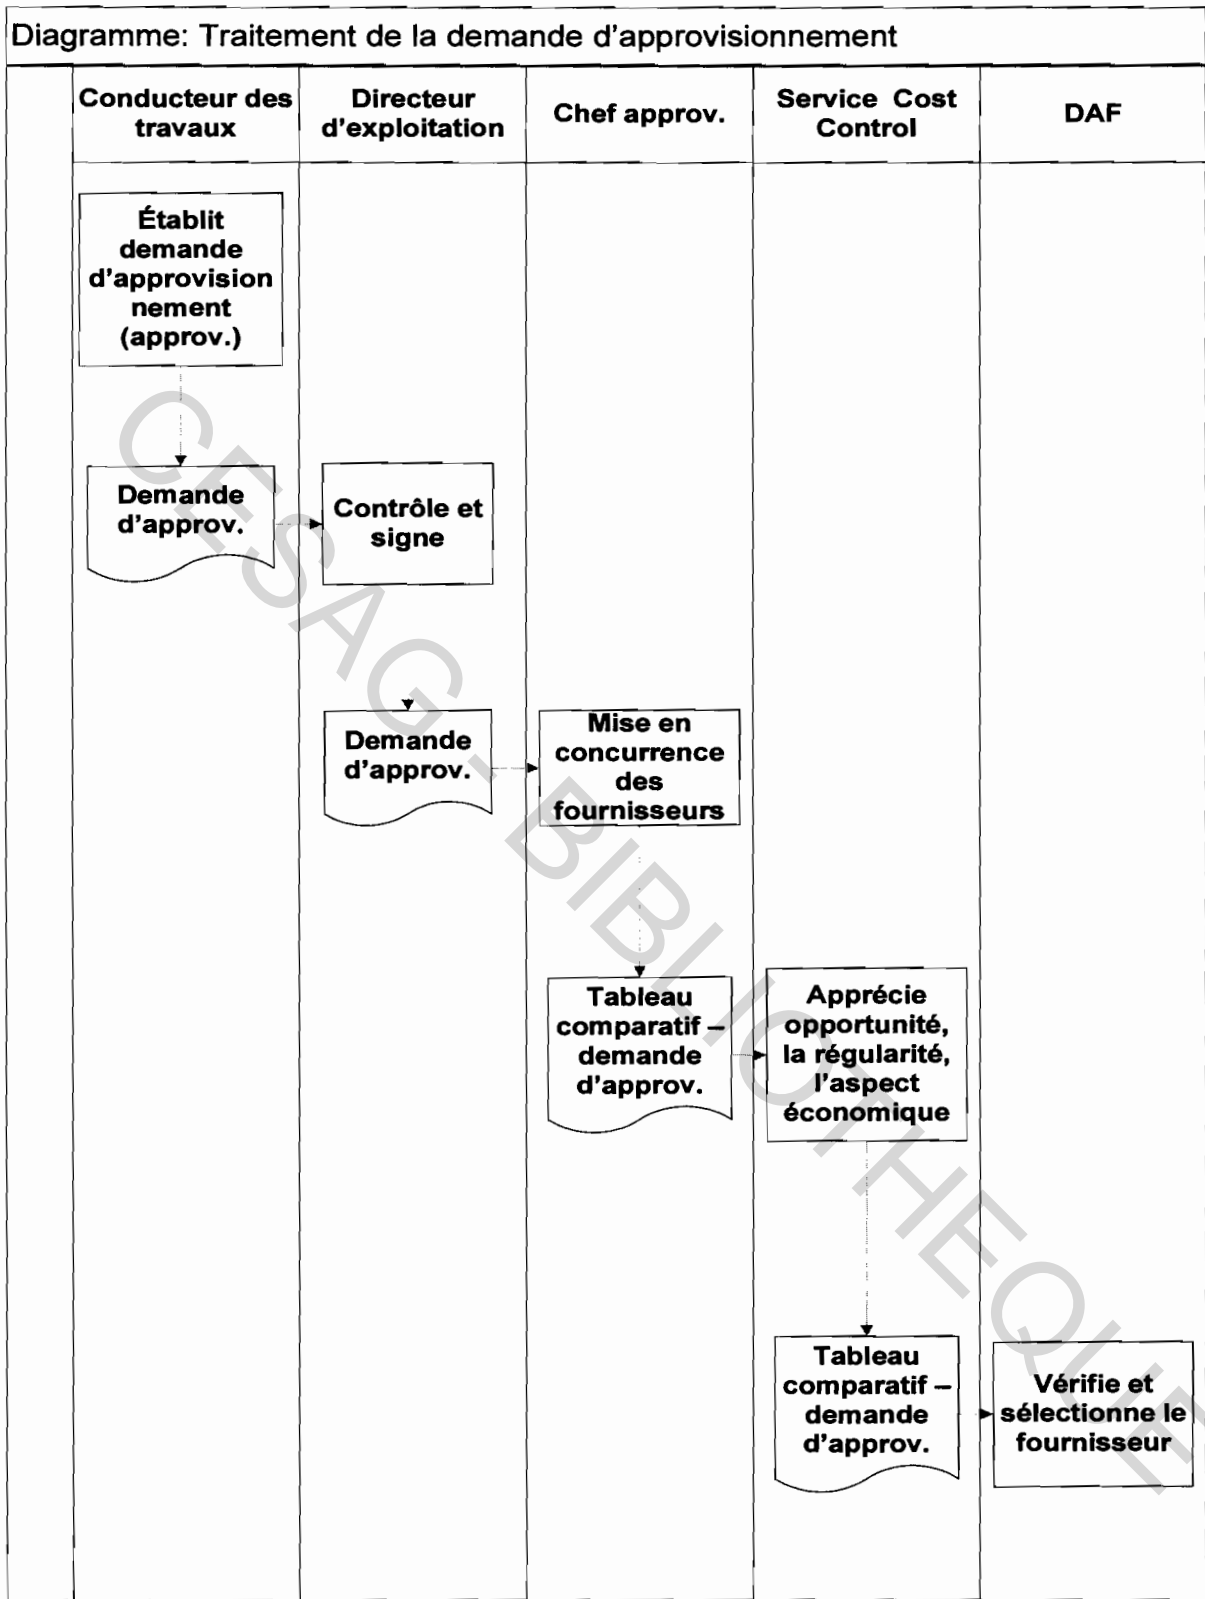 Diagramme: Traitement de la demande d'approvisionnement
Conducteur des
travaux
Directeur
d'exploitation
Chef approv.
Service Cost
Control
DAF
Établit
demande
d'approvision
nement
(approv.)
Demande
d'approv.
Contrôle et
signe
Demande
d'approv.
Mise en
concurrence
des
fournisseurs
Tableau
comparatif –
demande
d'approv.
Apprécie
opportunité,
la régularité,
l'aspect
économique
Tableau
comparatif –
demande
d'approv.
Vérifie et
sélectionne le
fournisseur
CESAG - BIBLIOTHEQUE